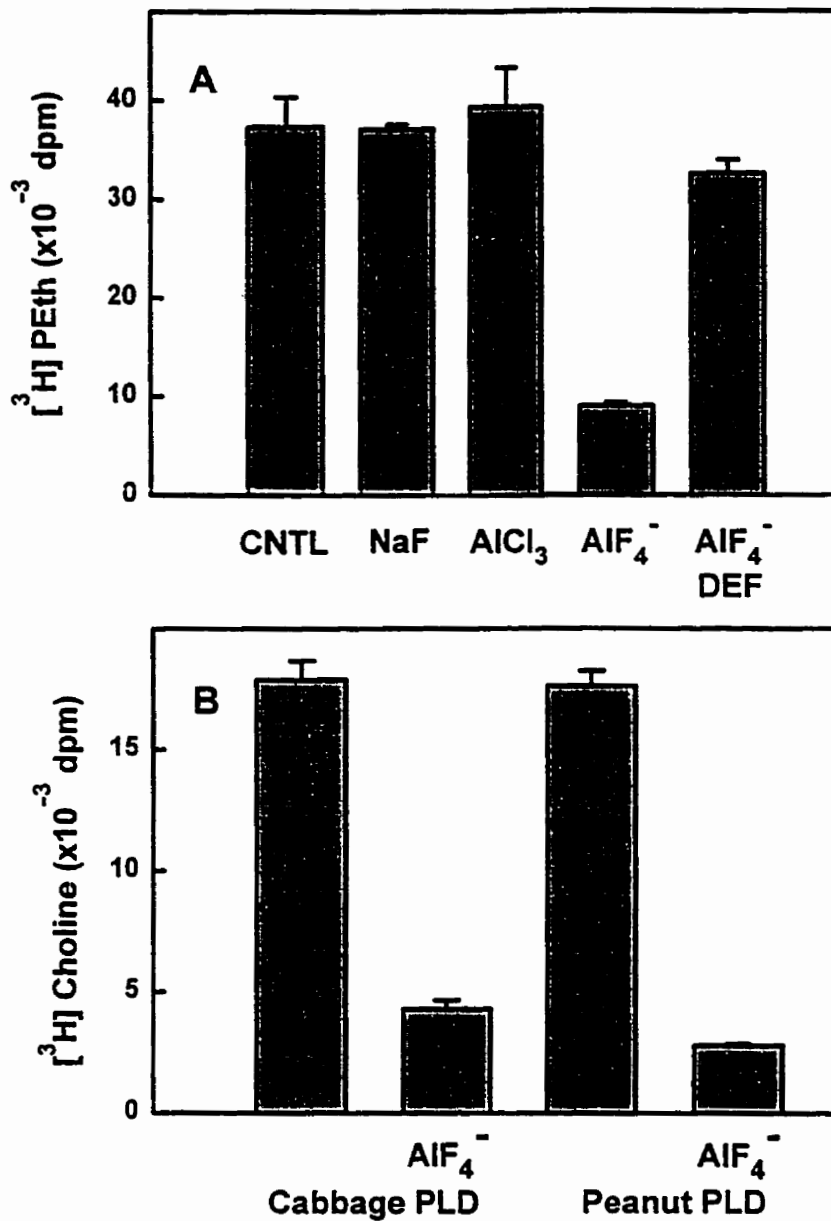 A
[³H] PEth (x10⁻³ dpm)
40
30
20
10
0
CNTL NaF AlCl₃ AlF₄⁻ AlF₄⁻
DEF
B
[³H] Choline (x10⁻³ dpm)
15
10
5
0
AlF₄⁻ AlF₄⁻
Cabbage PLD Peanut PLD